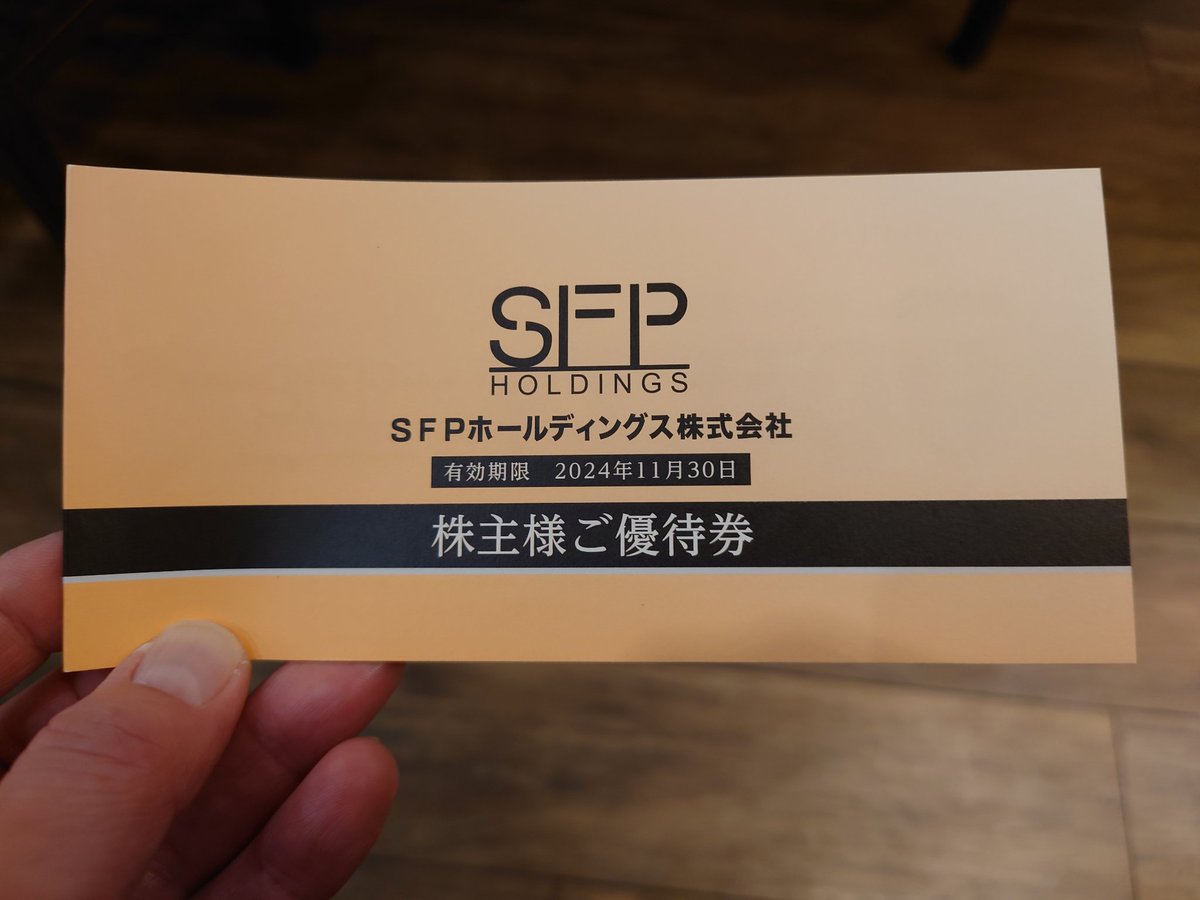 SFP
HOLDINGS
SFPホールディングス株式会社
有効期限　2024年11月30日
株主様ご優待券